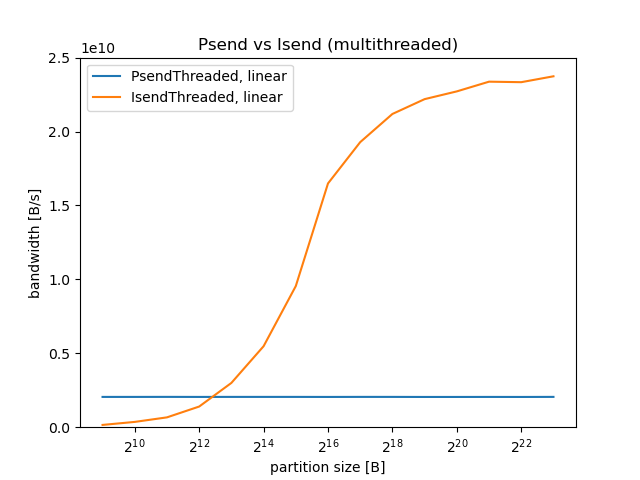 Psend vs Isend (multithreaded)
1e10
2.5
2.0
1.5
1.0
0.5
0.0
bandwidth [B/s]
PsendThreaded, linear
IsendThreaded, linear
2^10 2^12 2^14 2^16 2^18 2^20 2^22
partition size [B]